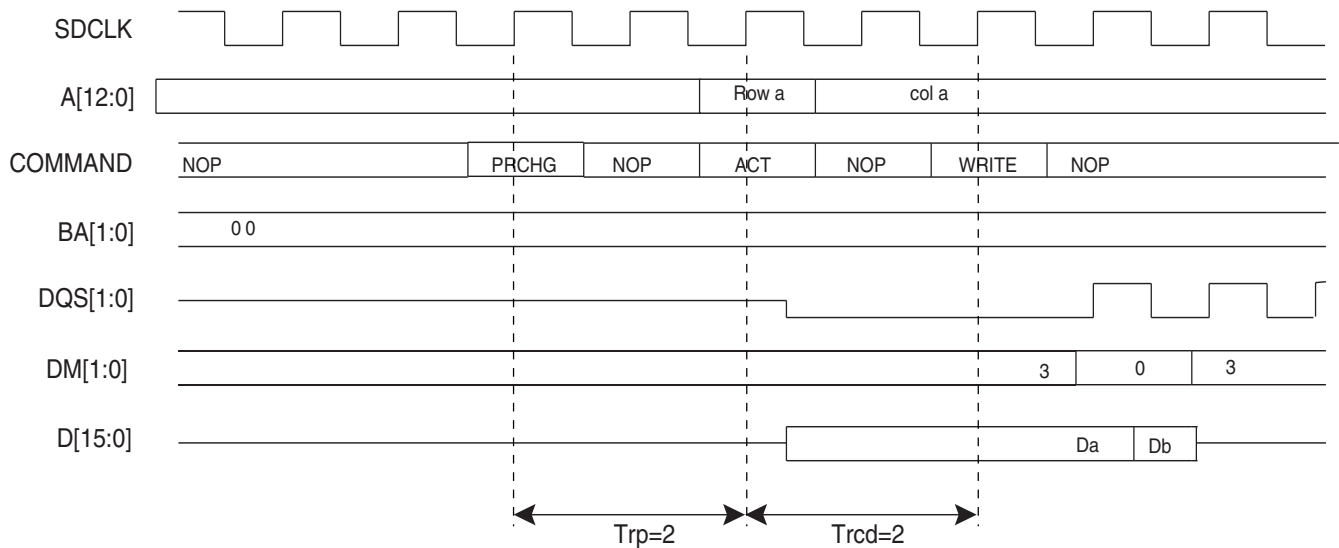 SDCLK
A[12:0] Row a col a
COMMAND NOP PRCHG NOP ACT NOP WRITE NOP
BA[1:0] 0 0
DQS[1:0]
DM[1:0] 3 0 3
D[15:0] Da Db
Trp=2 Trcd=2